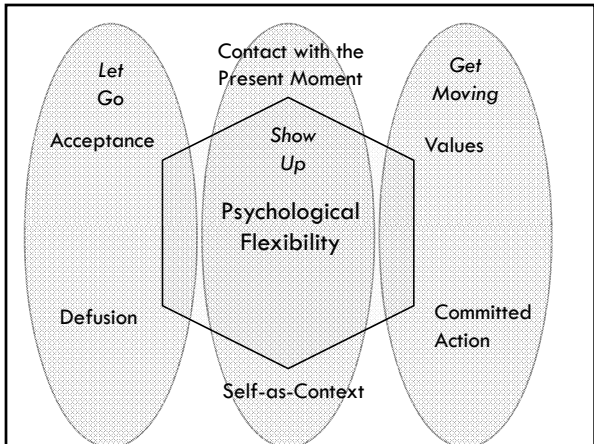 Let
Go
Acceptance
Defusion
Contact with the
Present Moment
Show
Up
Psychological
Flexibility
Self-as-Context
Get
Moving
Values
Committed
Action